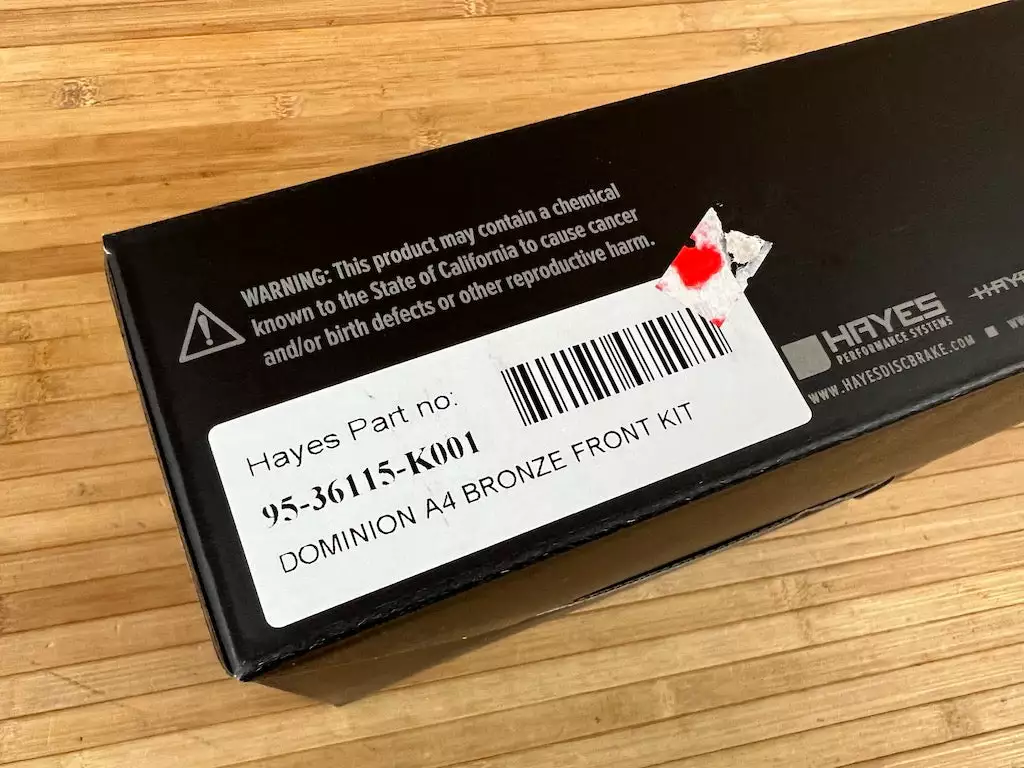 WARNING: This product may contain a chemical
known to the State of California to cause cancer
and/or birth defects or other reproductive harm.
Hayes Part no:
95-36115-K001
DOMINION A4 BRONZE FRONT KIT
HAYES
PERFORMANCE SYSTEMS
WWW.HAYESDISCBRAKE.COM